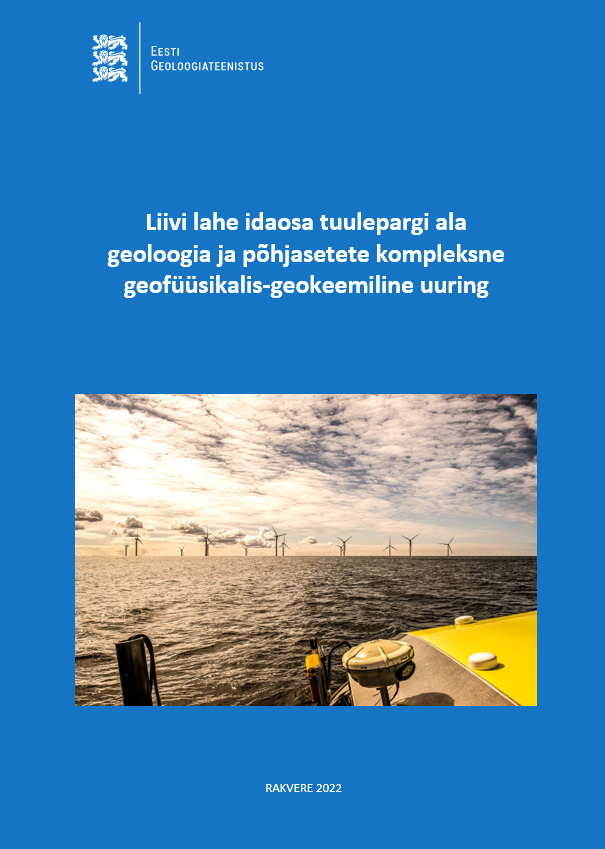 EESTI
GEOLOOGIATEENISTUS
Liivi lahe idaosa tuulepargi ala
geoloogia ja põhjasetete kompleksne
geofüüsikalis-geokeemiline uuring
RAKVERE 2022